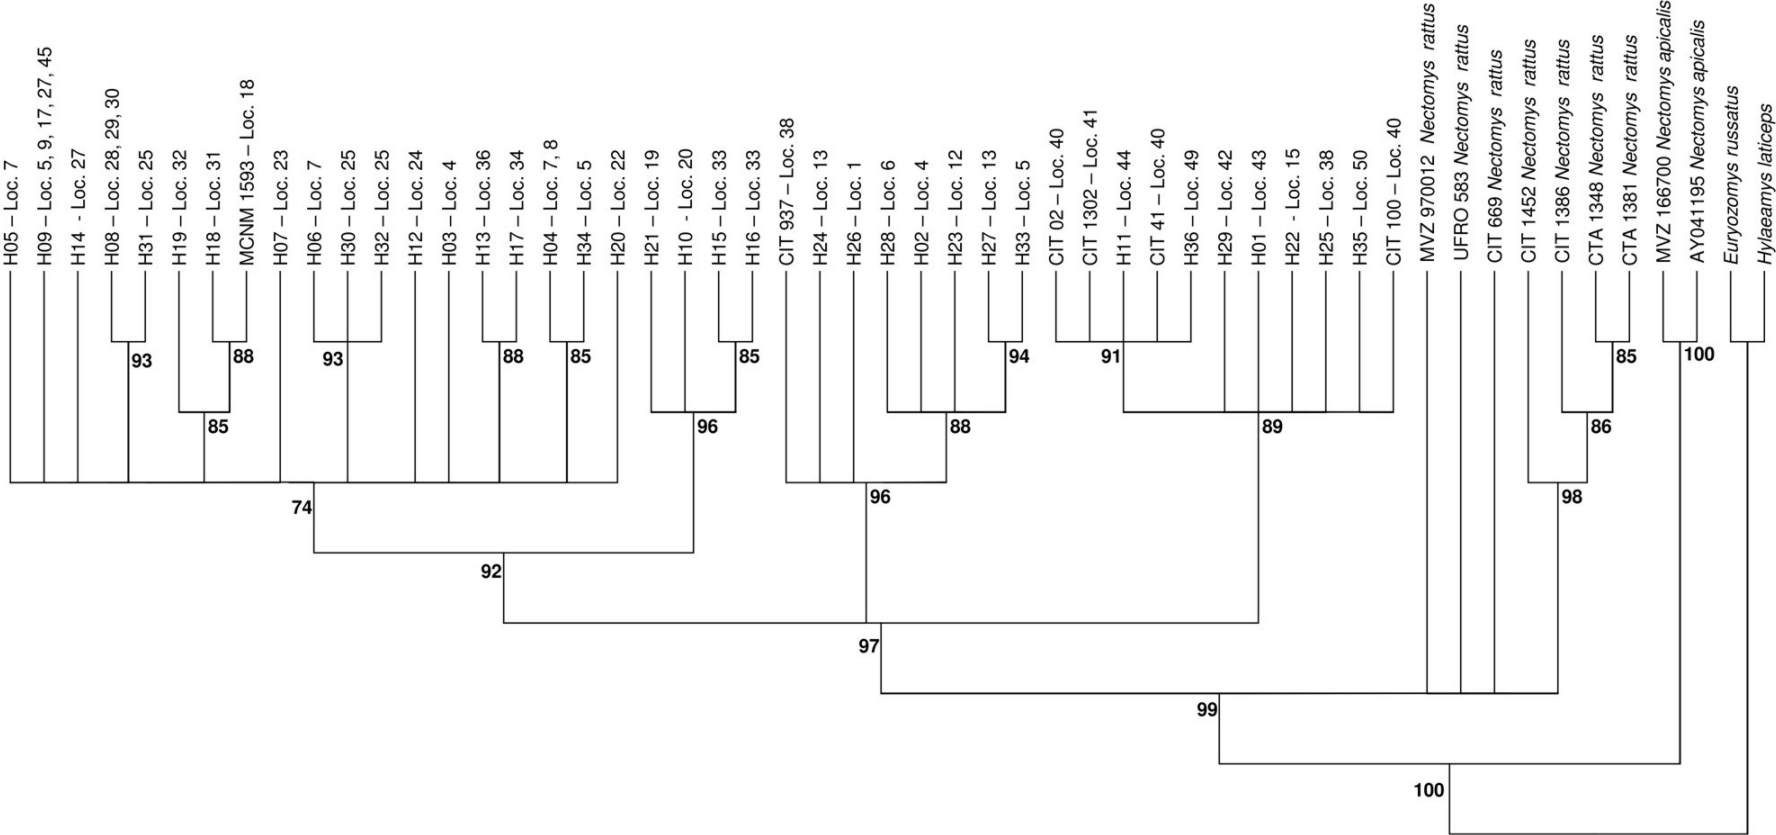 H05 – Loc. 7
H09 – Loc. 5, 9, 17, 27, 45
H14 - Loc. 27
H08 – Loc. 28, 29, 30
H31 – Loc. 25
H19 – Loc. 32
H18 – Loc. 31
MCNM 1593 – Loc. 18
H07 – Loc. 23
H06 – Loc. 7
H30 – Loc. 25
H32 – Loc. 25
H12 – Loc. 24
H03 – Loc. 4
H13 – Loc. 36
H17 – Loc. 34
H04 – Loc. 7, 8
H34 – Loc. 5
H20 – Loc. 22
H21 – Loc. 19
H10 - Loc. 20
H15 – Loc. 33
H16 – Loc. 33
CIT 937 – Loc. 38
H24 – Loc. 13
H26 – Loc. 1
H28 – Loc. 6
H02 – Loc. 4
H23 – Loc. 12
H27 – Loc. 13
H33 – Loc. 5
CIT 02 – Loc. 40
CIT 1302 – Loc. 41
H11 – Loc. 44
CIT 41 – Loc. 40
H36 – Loc. 49
H29 – Loc. 42
H01 – Loc. 43
H22 - Loc. 15
H25 – Loc. 38
H35 – Loc. 50
CIT 100 – Loc. 40
MVZ 970012 Nectomys rattus
UFRO 583 Nectomys rattus
CIT 669 Nectomys rattus
CIT 1452 Nectomys rattus
CIT 1386 Nectomys rattus
CTA 1348 Nectomys rattus
CTA 1381 Nectomys rattus
MVZ 166700 Nectomys apicalis
AY041195 Nectomys apicalis
Euryozomys russatus
Hylaeamys laticeps
93
88
93
88
85
85
94
91
85
100
85
96
88
89
86
74
96
98
92
97
99
100